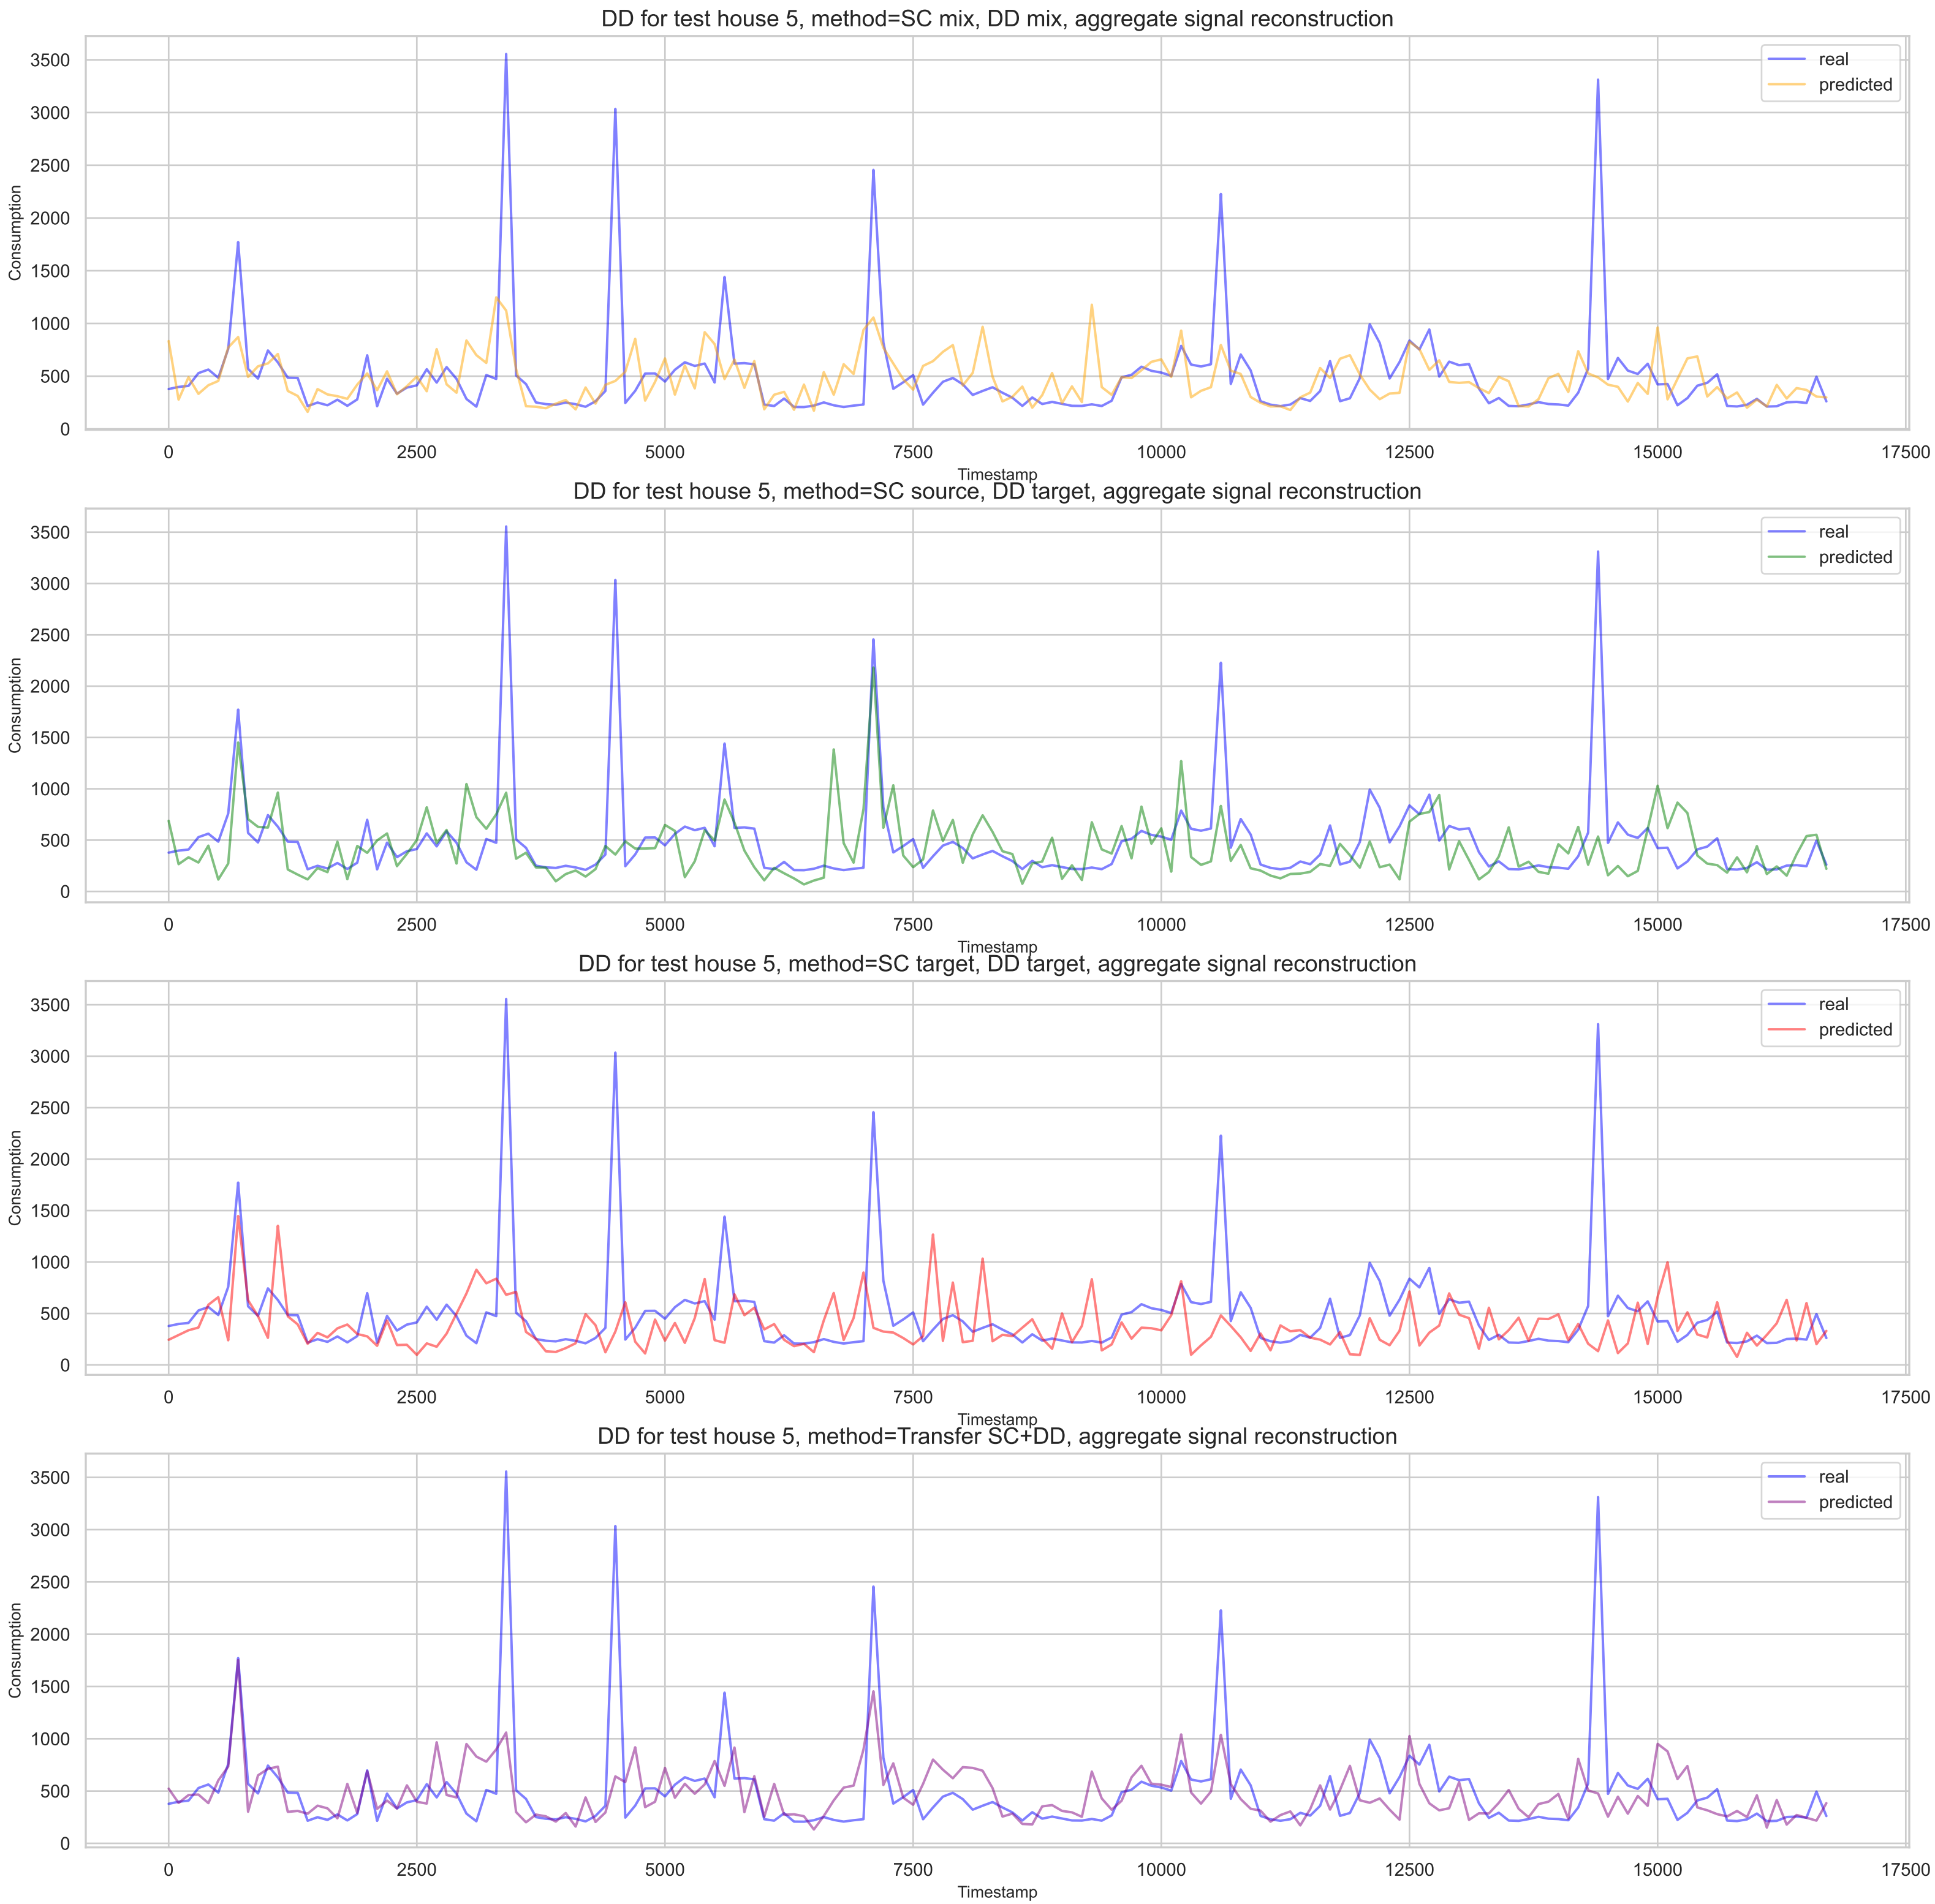 DD for test house 5, method=SC mix, DD mix, aggregate signal reconstruction
3500
3000
2500
2000
1500
1000
500
0
Consumption
real
predicted
0 2500 5000 7500 10000 12500 15000 17500
Timestamp
DD for test house 5, method=SC source, DD target, aggregate signal reconstruction
3500
3000
2500
2000
1500
1000
500
0
Consumption
real
predicted
0 2500 5000 7500 10000 12500 15000 17500
Timestamp
DD for test house 5, method=SC target, DD target, aggregate signal reconstruction
3500
3000
2500
2000
1500
1000
500
0
Consumption
real
predicted
0 2500 5000 7500 10000 12500 15000 17500
Timestamp
DD for test house 5, method=Transfer SC+DD, aggregate signal reconstruction
3500
3000
2500
2000
1500
1000
500
0
Consumption
real
predicted
0 2500 5000 7500 10000 12500 15000 17500
Timestamp